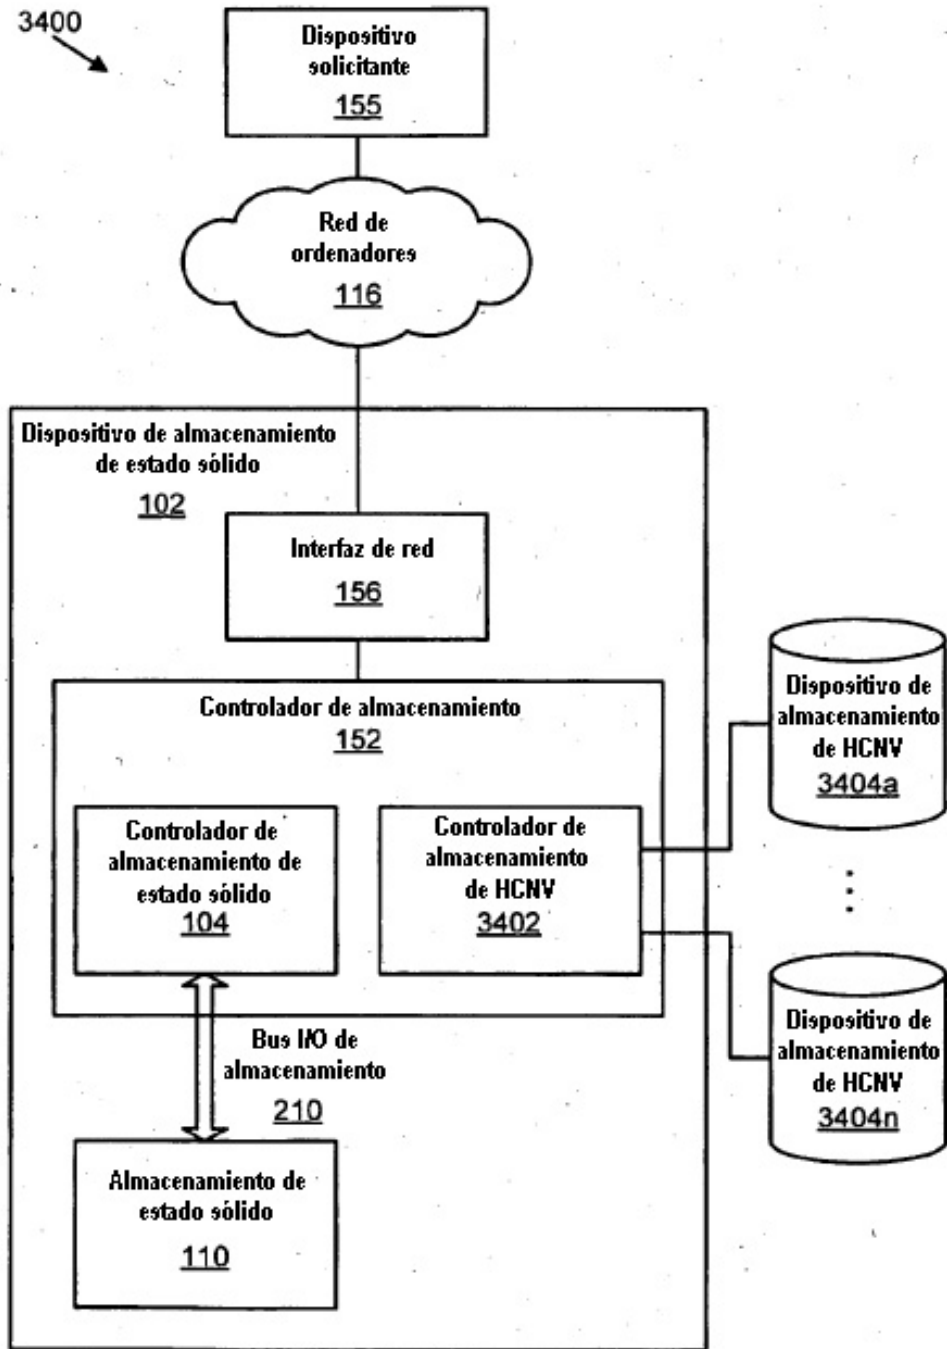 3400
Dispositivo
solicitante
155
Red de
ordenadores
116
Dispositivo de almacenamiento
de estado sólido
102
Interfaz de red
156
Controlador de almacenamiento
152
Controlador de
almacenamiento de
estado sólido
104
Controlador de
almacenamiento
de HCNV
3402
Dispositivo de
almacenamiento
de HCNV
3404a
Bus I/O de
almacenamiento
210
Dispositivo de
almacenamiento
de HCNV
3404n
Almacenamiento de
estado sólido
110